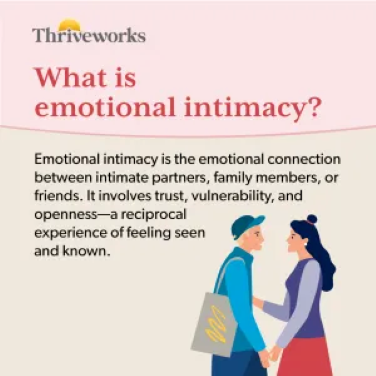 Thriveworks
What is
emotional intimacy?
Emotional intimacy is the emotional connection
between intimate partners, family members, or
friends. It involves trust, vulnerability, and
openness—a reciprocal
experience of feeling seen
and known.